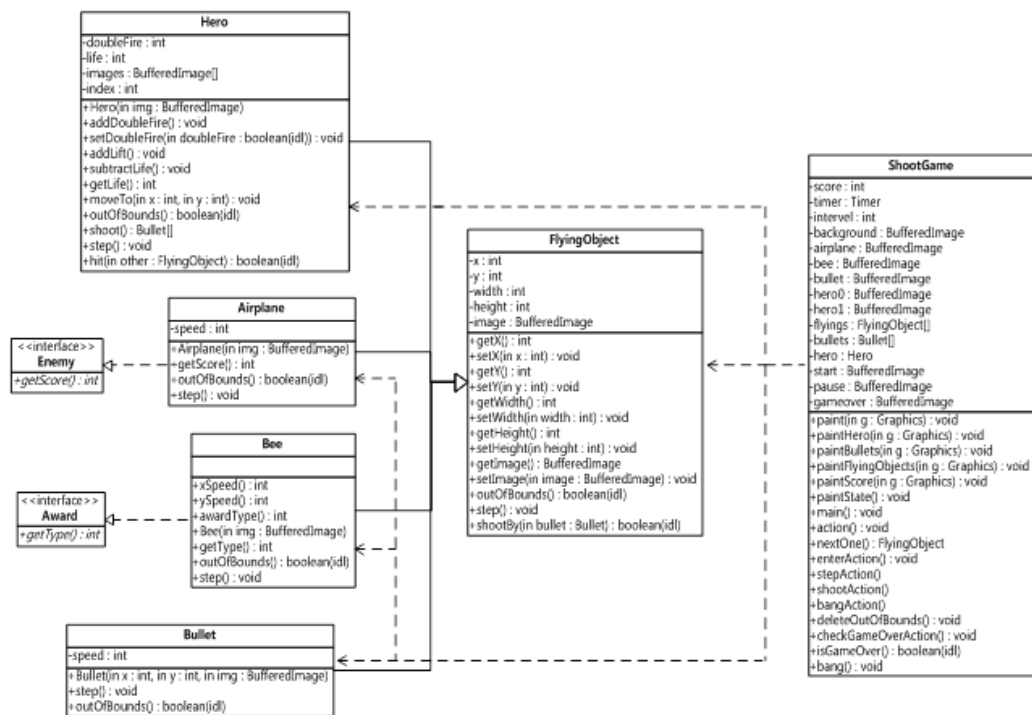 Hero
-doubleFire : int
-life : int
-images : BufferedImage[]
-index : int
+Hero(in img : BufferedImage)
+addDoubleFire() : void
+setDoubleFire(in doubleFire : boolean(idl)) : void
+addLift() : void
+subtractLife() : void
+getLife() : int
+moveTo(in x : int, in y : int) : void
+outOfBounds() : boolean(idl)
+shoot() : Bullet[]
+step() : void
+hit(in other : FlyingObject) : boolean(idl)
Airplane
-speed : int
+Airplane(in img : BufferedImage)
+getScore() : int
+outOfBounds() : boolean(idl)
+step() : void
<<interface>>
Enemy
+getScore() : int
Bee
+xSpeed() : int
+ySpeed() : int
+awardType() : int
+Bee(in img : BufferedImage)
+getType() : int
+outOfBounds() : boolean(idl)
+step() : void
<<interface>>
Award
+getType() : int
Bullet
-speed : int
+Bullet(in x : int, in y : int, in img : BufferedImage)
+step() : void
+outOfBounds() : boolean(idl)
FlyingObject
-x : int
-y : int
-width : int
-height : int
-image : BufferedImage
+getX() : int
+setX(in x : int) : void
+getY() : int
+setY(in y : int) : void
+getWidth() : int
+setWidth(in width : int) : void
+getHeight() : int
+setHeight(in height : int) : void
+getImage() : BufferedImage
+setImage(in image : BufferedImage) : void
+outOfBounds() : boolean(idl)
+step() : void
+shootBy(in bullet : Bullet) : boolean(idl)
ShootGame
-score : int
-timer : Timer
-intervel : int
-background : BufferedImage
-airplane : BufferedImage
-bee : BufferedImage
-bullet : BufferedImage
-hero0 : BufferedImage
-hero1 : BufferedImage
-flyings : FlyingObject[]
-bullets : Bullet[]
-hero : Hero
-start : BufferedImage
-pause : BufferedImage
-gameover : BufferedImage
+paint(in g : Graphics) : void
+paintHero(in g : Graphics) : void
+paintBullets(in g : Graphics) : void
+paintFlyingObjects(in g : Graphics) : void
+paintScore(in g : Graphics) : void
+paintState() : void
+main() : void
+action() : void
+nextOne() : FlyingObject
+enterAction() : void
+stepAction()
+shootAction()
+bangAction()
+deleteOutOfBounds() : void
+checkGameOverAction() : void
+isGameOver() : boolean(idl)
+bang() : void